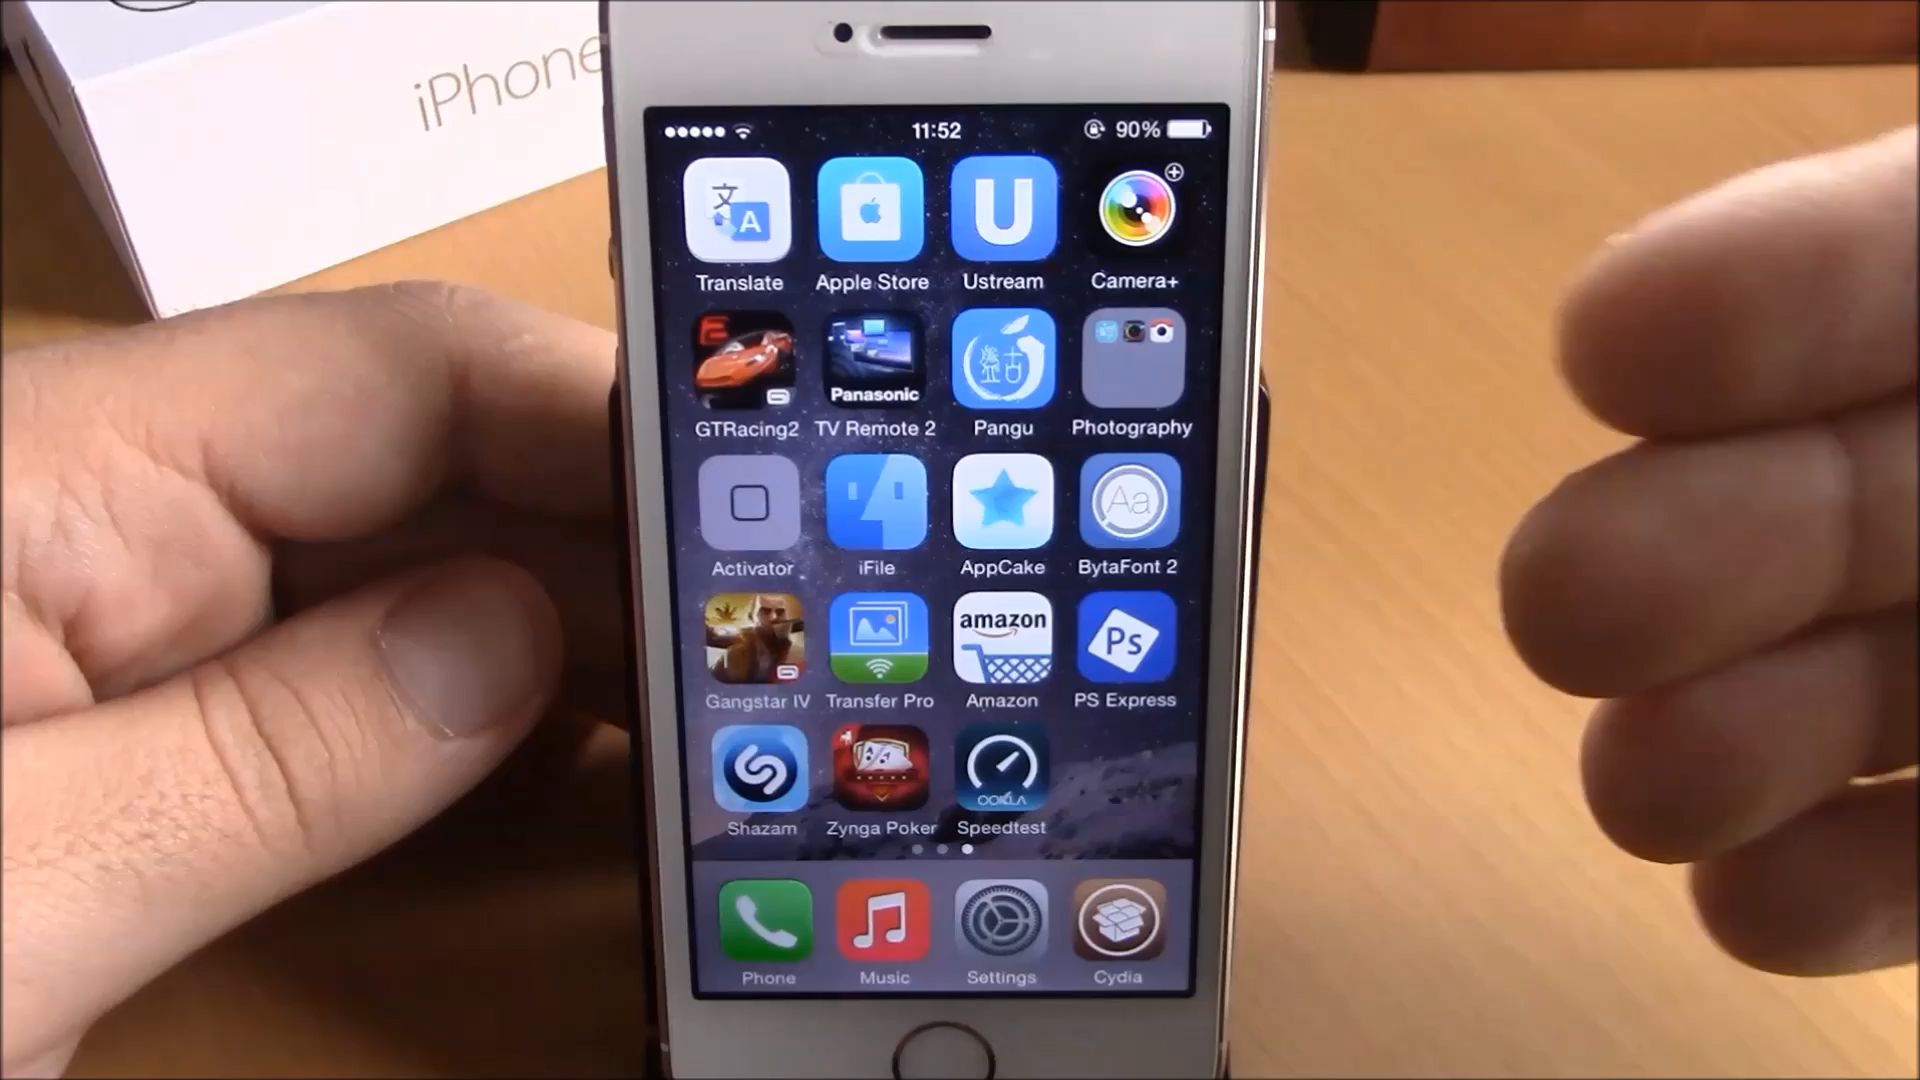 iPhone
11:52
90%
文
A
U
Translate
Apple Store
Ustream
Camera+
Panasonic
GTRacing2
TV Remote 2
Pangu
Photography
Aa
Activator
iFile
AppCake
BytaFont 2
amazon
Ps
Gangstar IV
Transfer Pro
Amazon
PS Express
OOKLA
Shazam
Zynga Poker
Speedtest
Phone
Music
Settings
Cydia